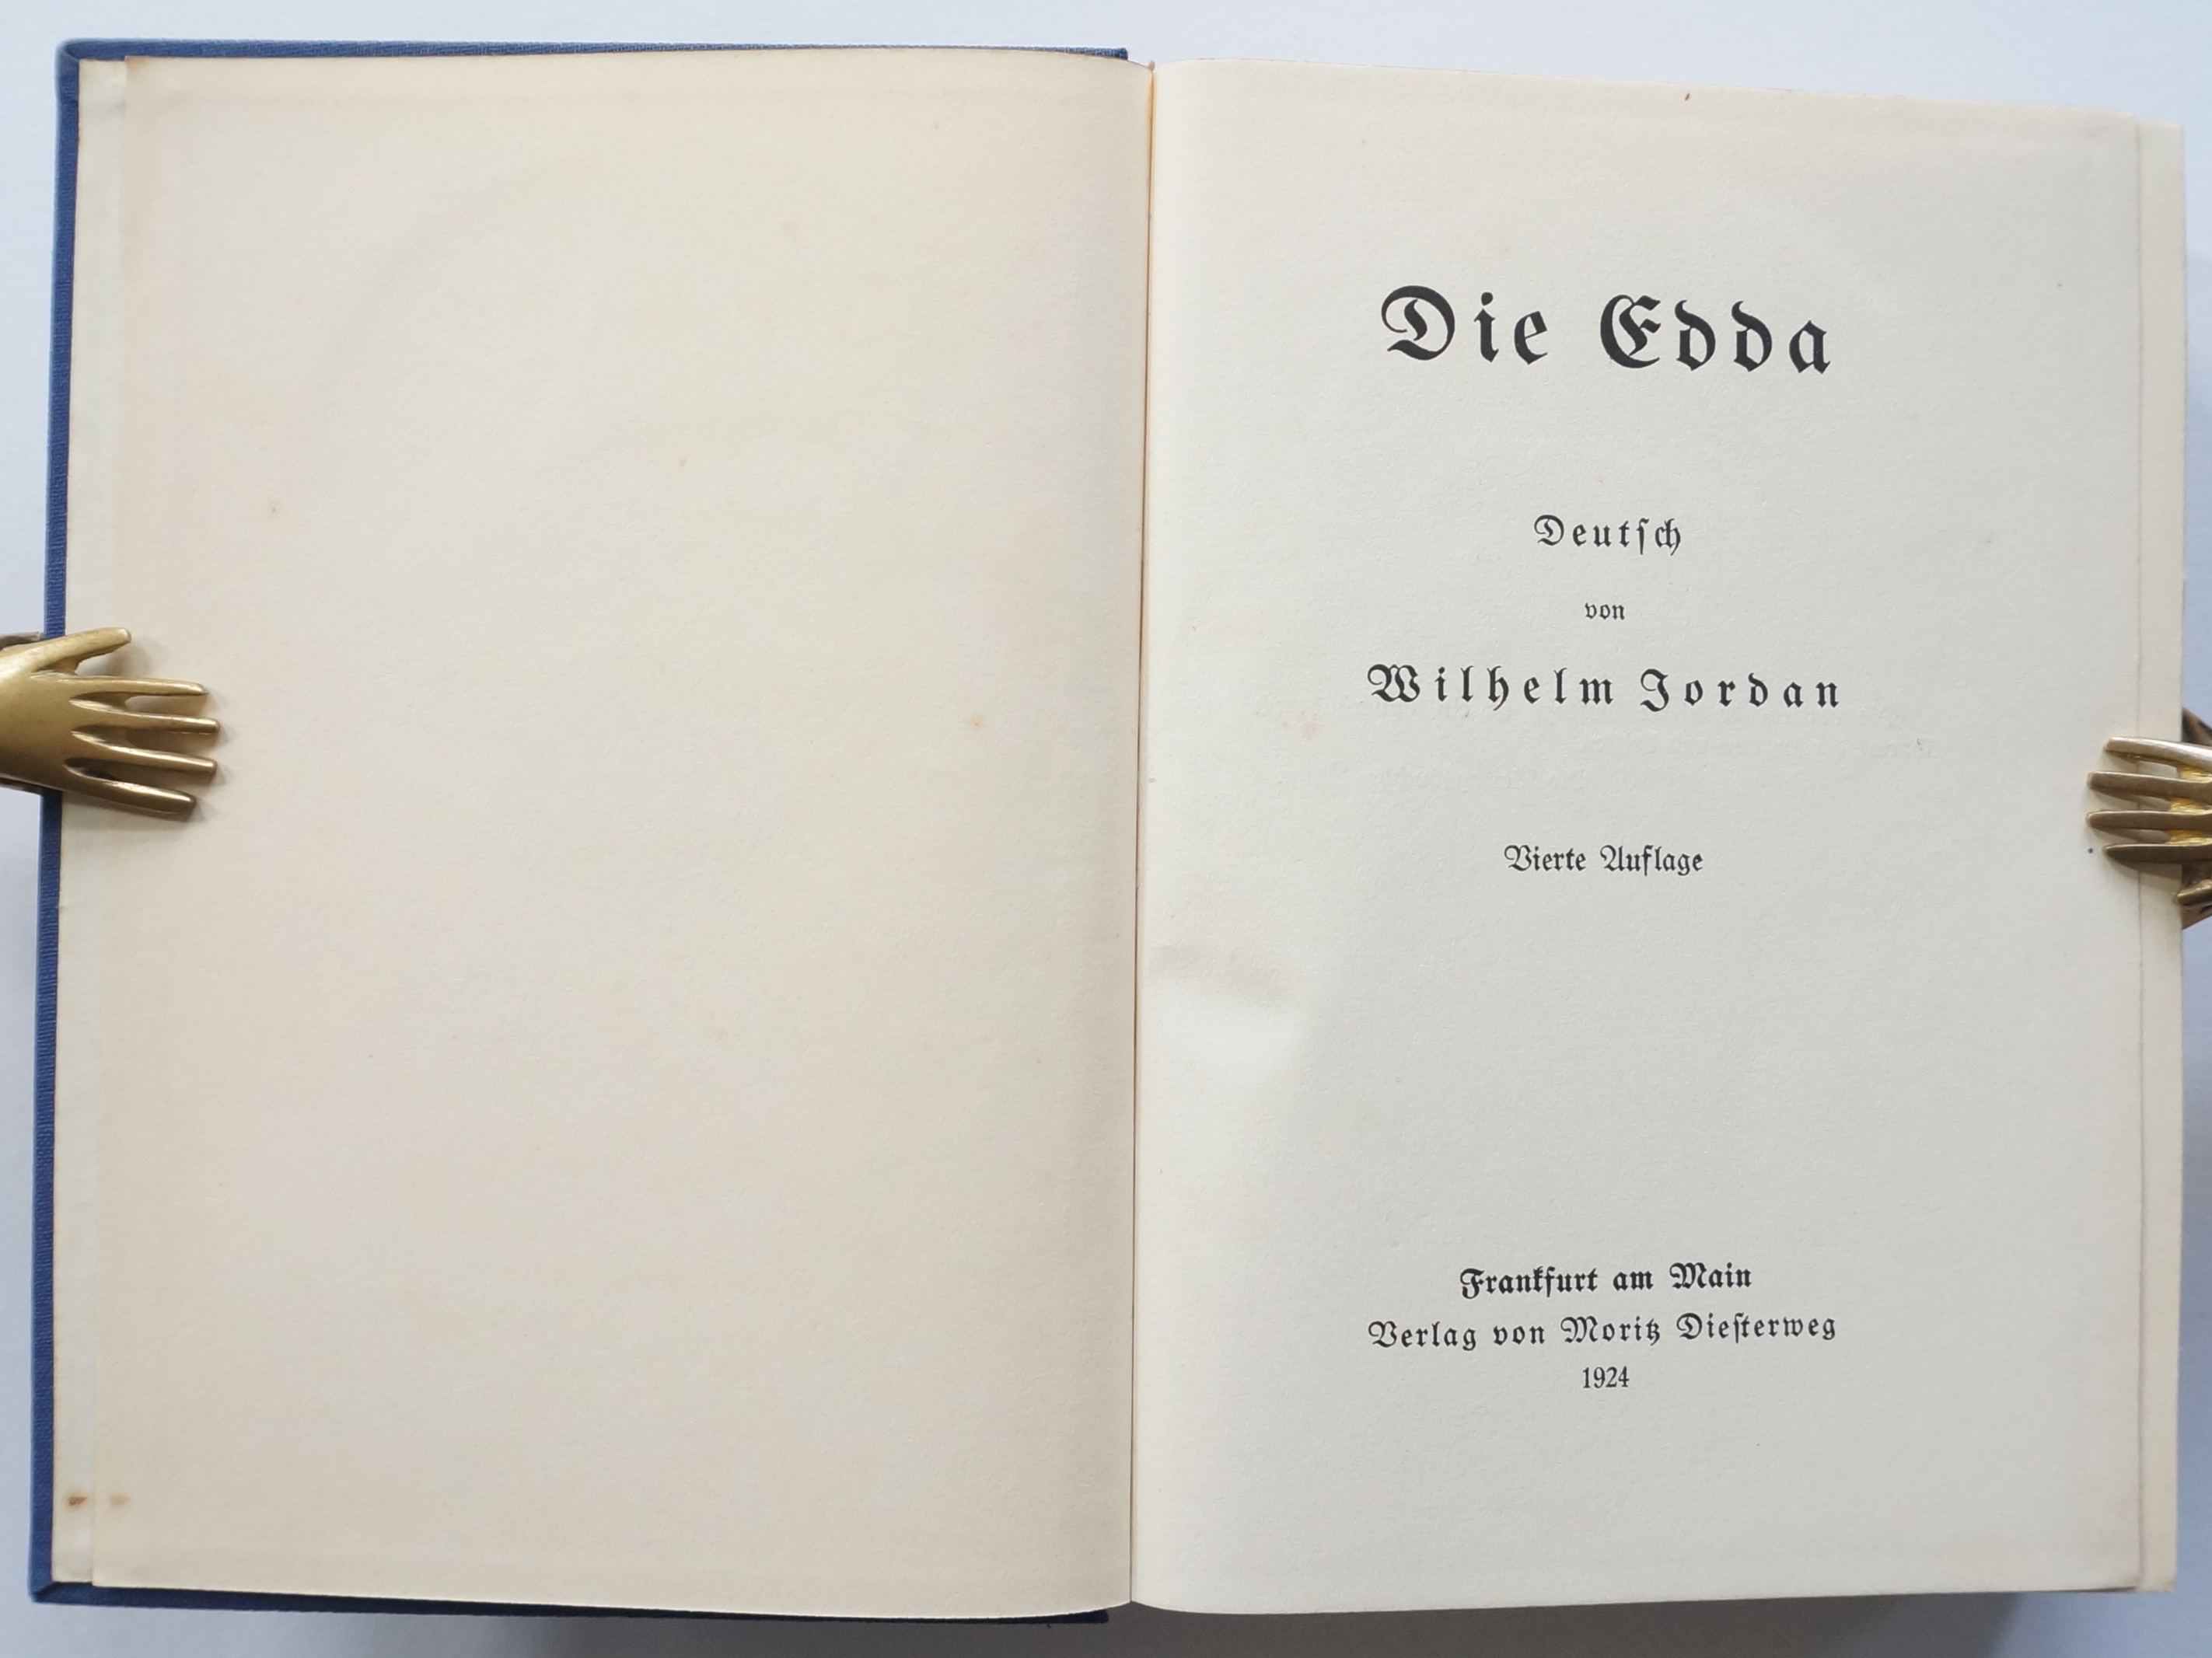 Die Edda
Deutſch
von
Wilhelm Jordan
Vierte Auflage
Frankfurt am Main
Verlag von Moritz Dieſterweg
1924